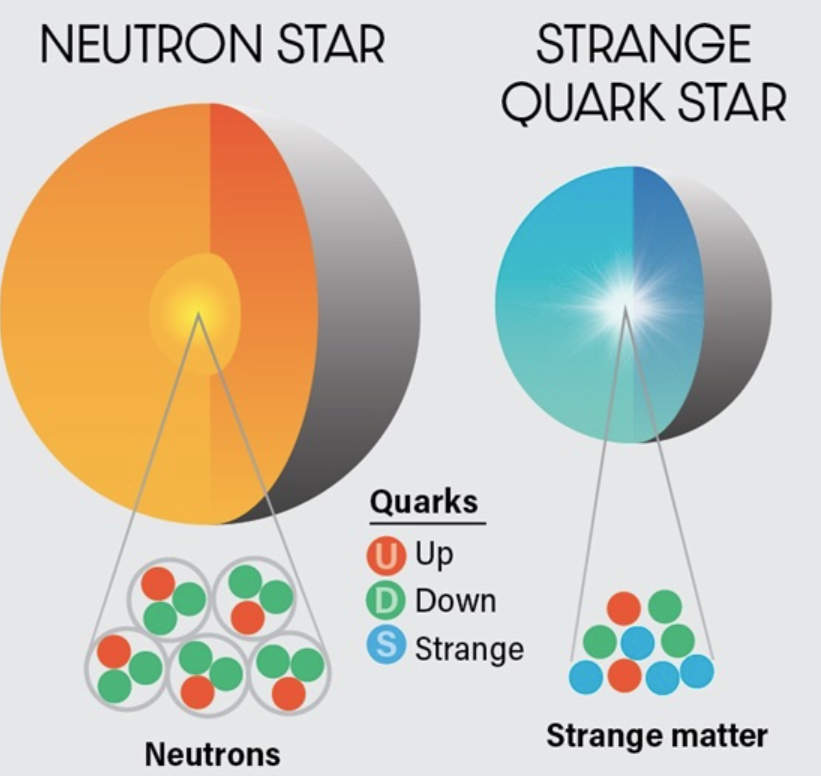 NEUTRON STAR
STRANGE
QUARK STAR
Quarks
U Up
D Down
S Strange
Neutrons
Strange matter